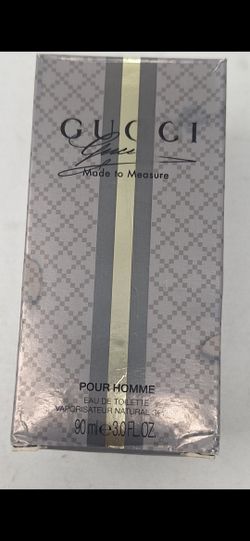 GUCCI
Gucci
Made to Measure
POUR HOMME
EAU DE TOILETTE
VAPORISATEUR NATURAL
90 ml ℮ 3.0 FL.OZ.